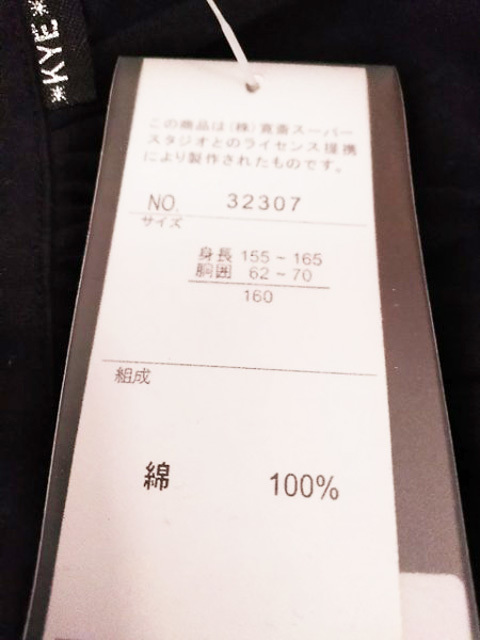 *KYE*
この商品は(株)寛斎スーパー
スタジオとのライセンス提携
により製作されたものです。
NO. 32307
サイズ
身長 155~165
胴囲 62~70
160
組成
綿 100%